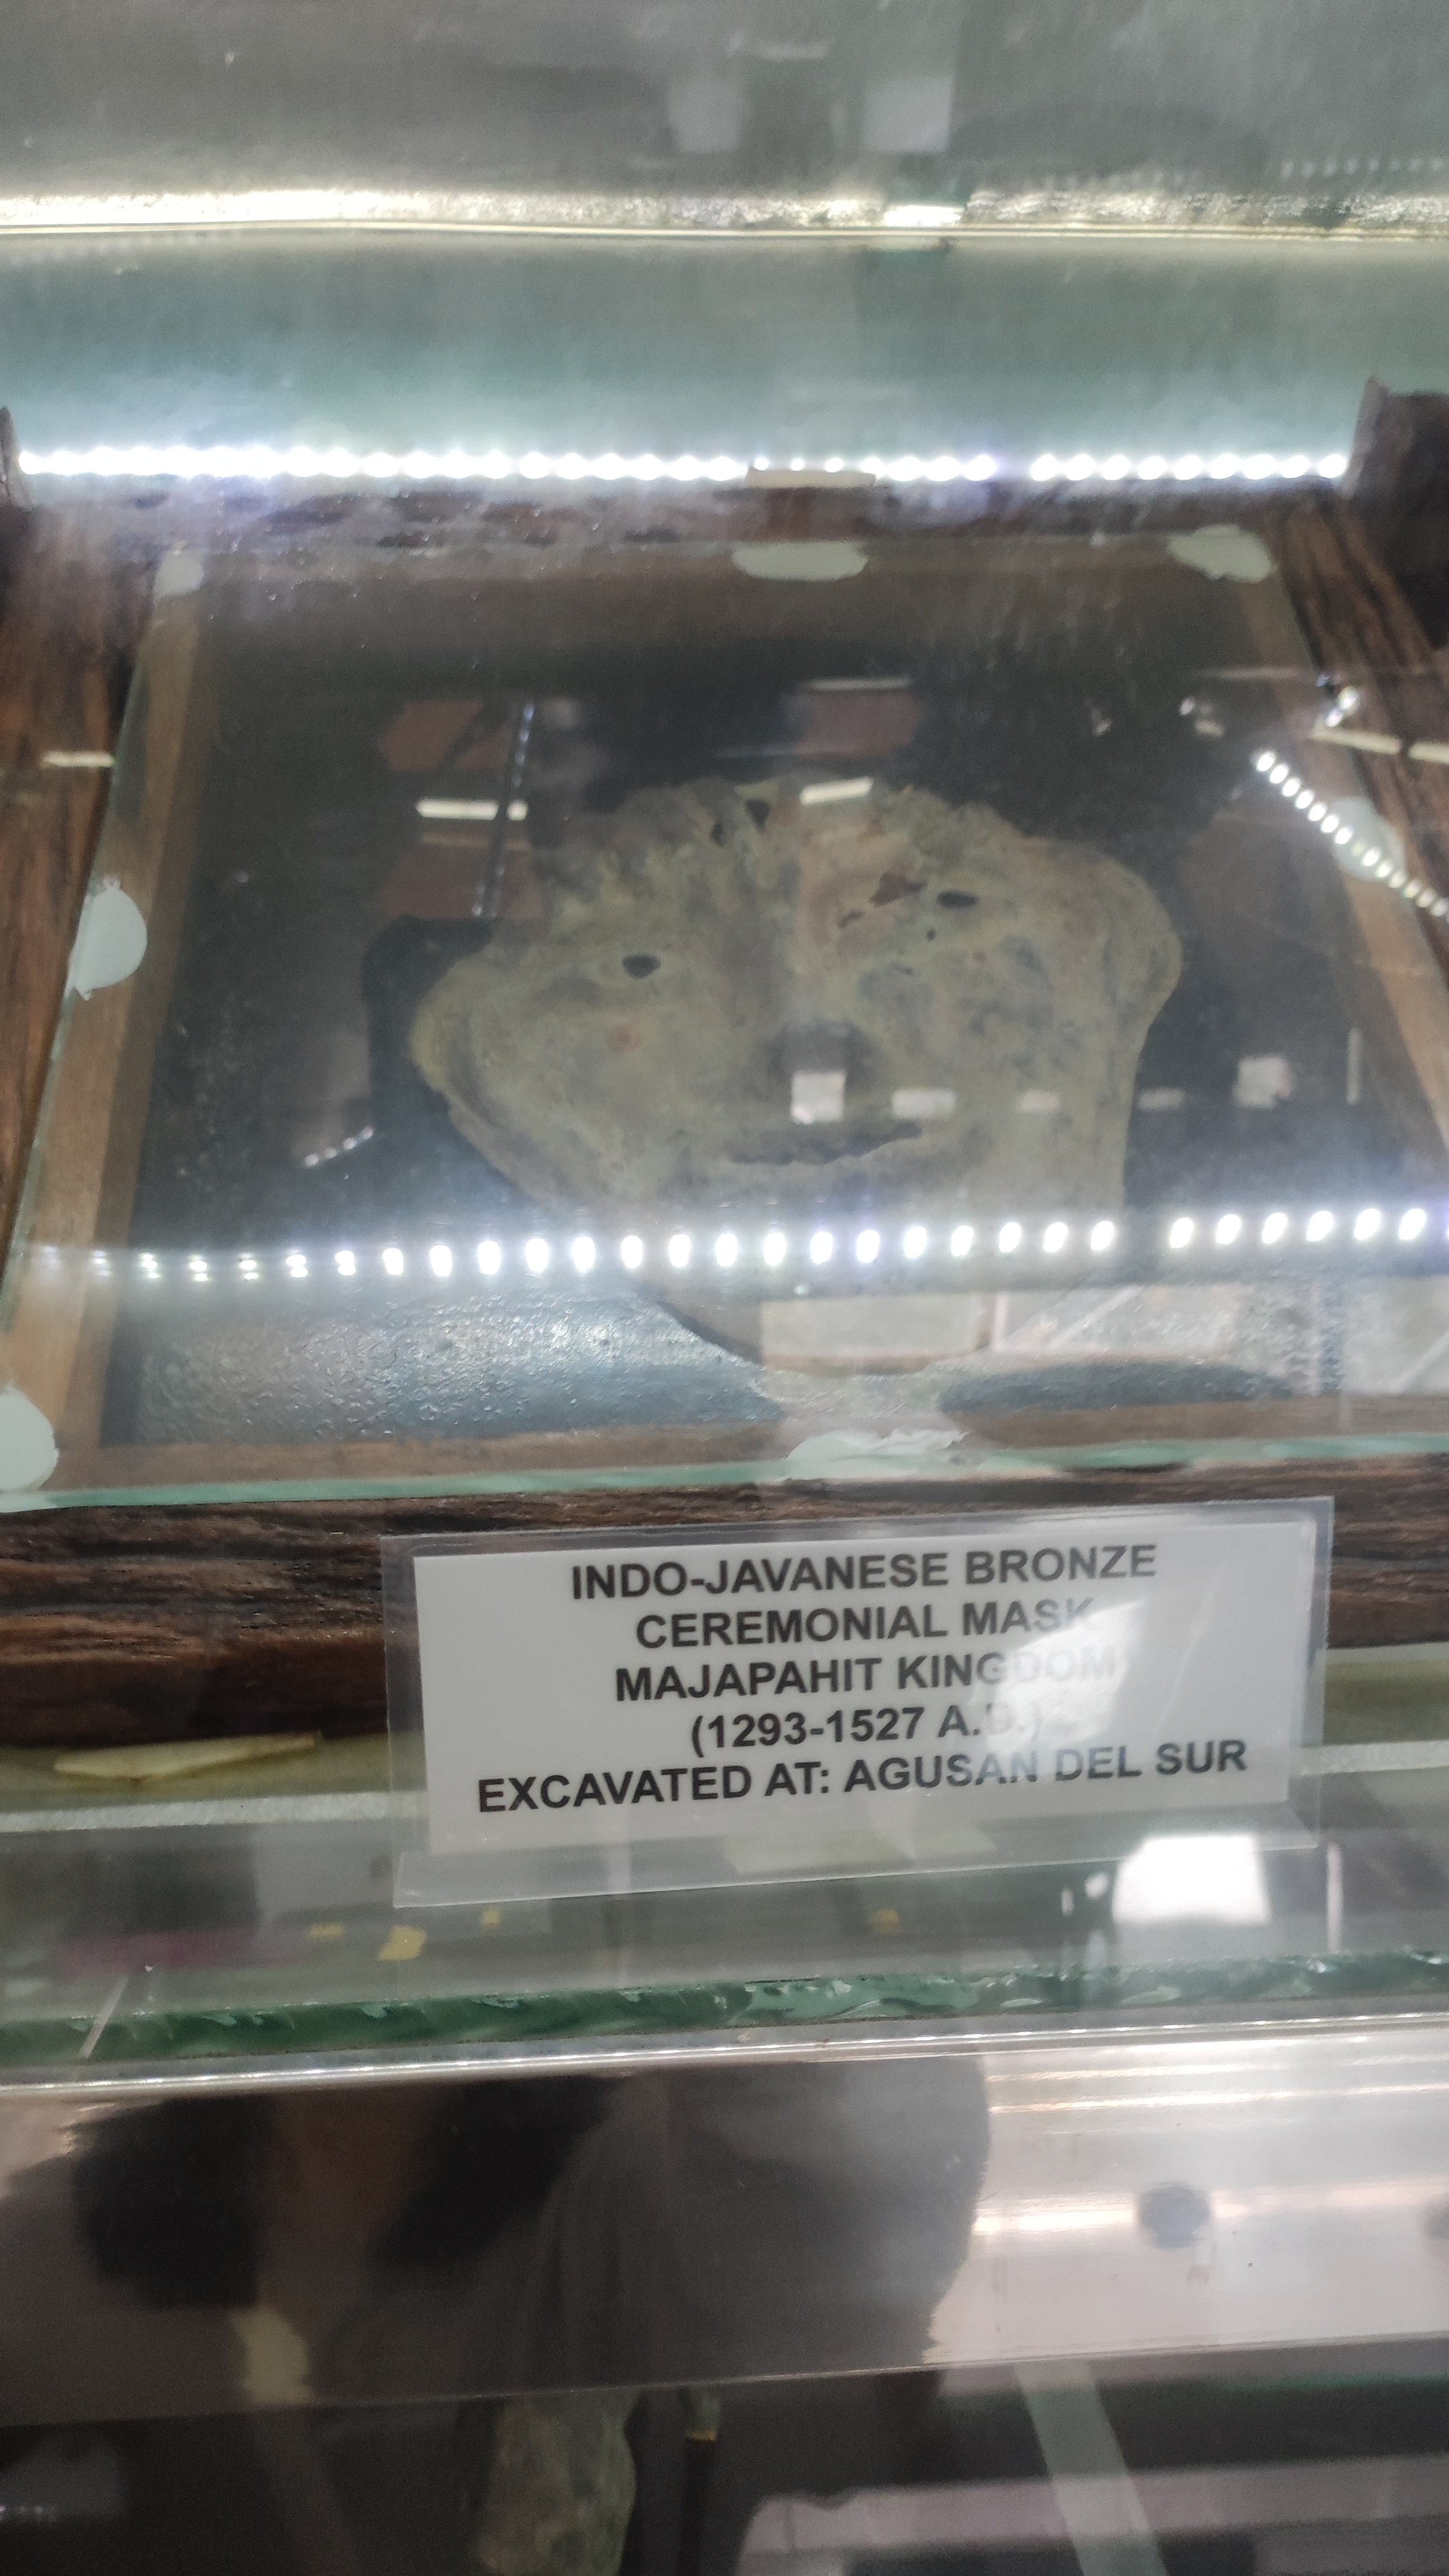 INDO-JAVANESE BRONZE
CEREMONIAL MASK
MAJAPAHIT KINGDOM
(1293-1527 A.D.)
EXCAVATED AT: AGUSAN DEL SUR